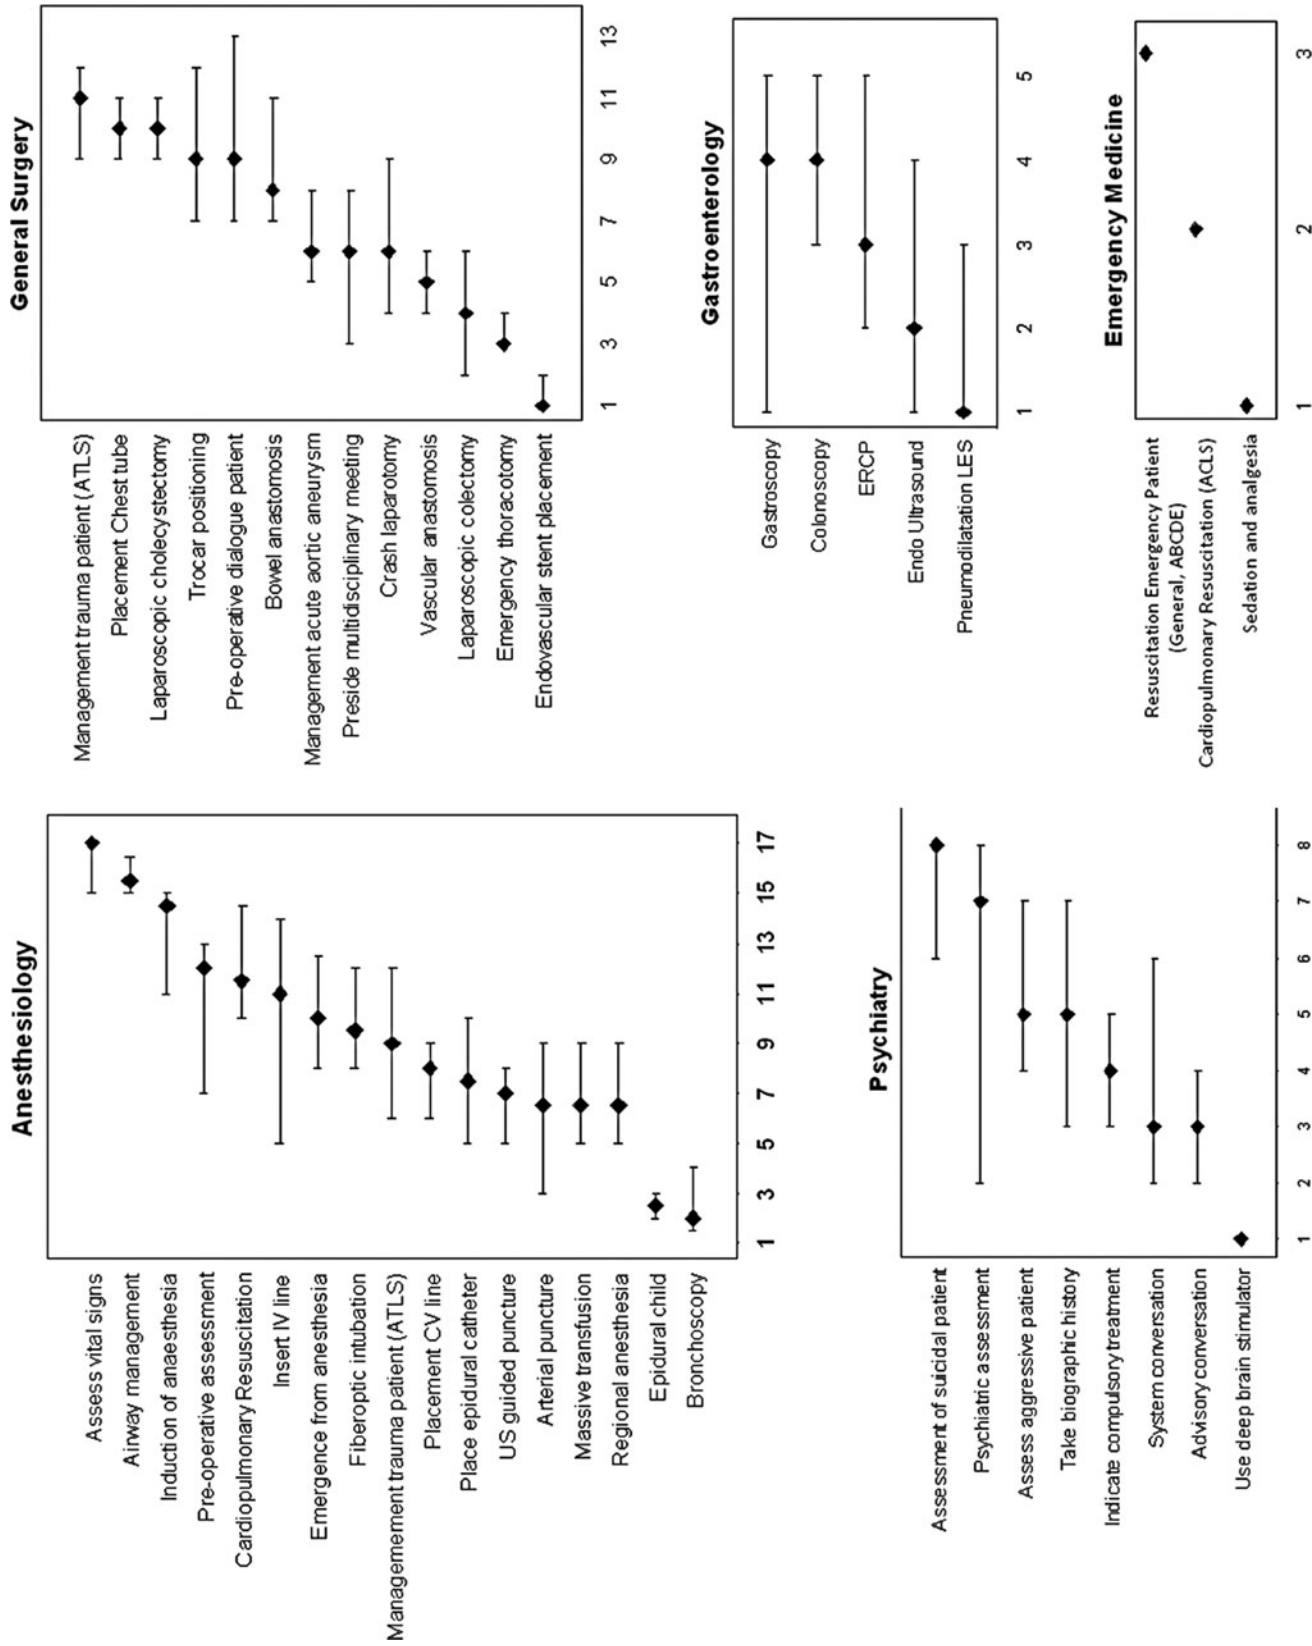 Anesthesiology
Assess vital signs
Airway management
Induction of anaesthesia
Pre-operative assessment
Cardiopulmonary Resuscitation
Insert IV line
Emergence from anesthesia
Fiberoptic intubation
Managemement trauma patient (ATLS)
Placement CV line
Place epidural catheter
US guided puncture
Arterial puncture
Massive transfusion
Regional anesthesia
Epidural child
Bronchoscopy
1 3 5 7 9 11 13 15 17
General Surgery
Management trauma patient (ATLS)
Placement Chest tube
Laparoscopic cholecystectomy
Trocar positioning
Pre-operative dialogue patient
Bowel anastomosis
Management acute aortic aneurysm
Preside multidisciplinary meeting
Crash laparotomy
Vascular anastomosis
Laparoscopic colectomy
Emergency thoracotomy
Endovascular stent placement
1 3 5 7 9 11 13
Psychiatry
Assessment of suicidal patient
Psychiatric assessment
Assess aggressive patient
Take biographic history
Indicate compulsory treatment
System conversation
Advisory conversation
Use deep brain stimulator
1 2 3 4 5 6 7 8
Gastroenterology
Gastroscopy
Colonoscopy
ERCP
Endo Ultrasound
Pneumodilatation LES
1 2 3 4 5
Emergency Medicine
Resuscitation Emergency Patient
(General, ABCDE)
Cardiopulmonary Resuscitation (ACLS)
Sedation and analgesia
1 2 3